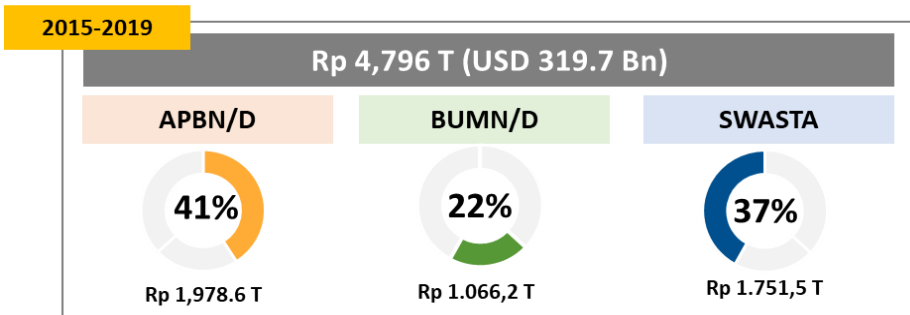 2015-2019
Rp 4,796 T (USD 319.7 Bn)
APBN/D
BUMN/D
SWASTA
41%
22%
37%
Rp 1,978.6 T
Rp 1.066,2 T
Rp 1.751,5 T